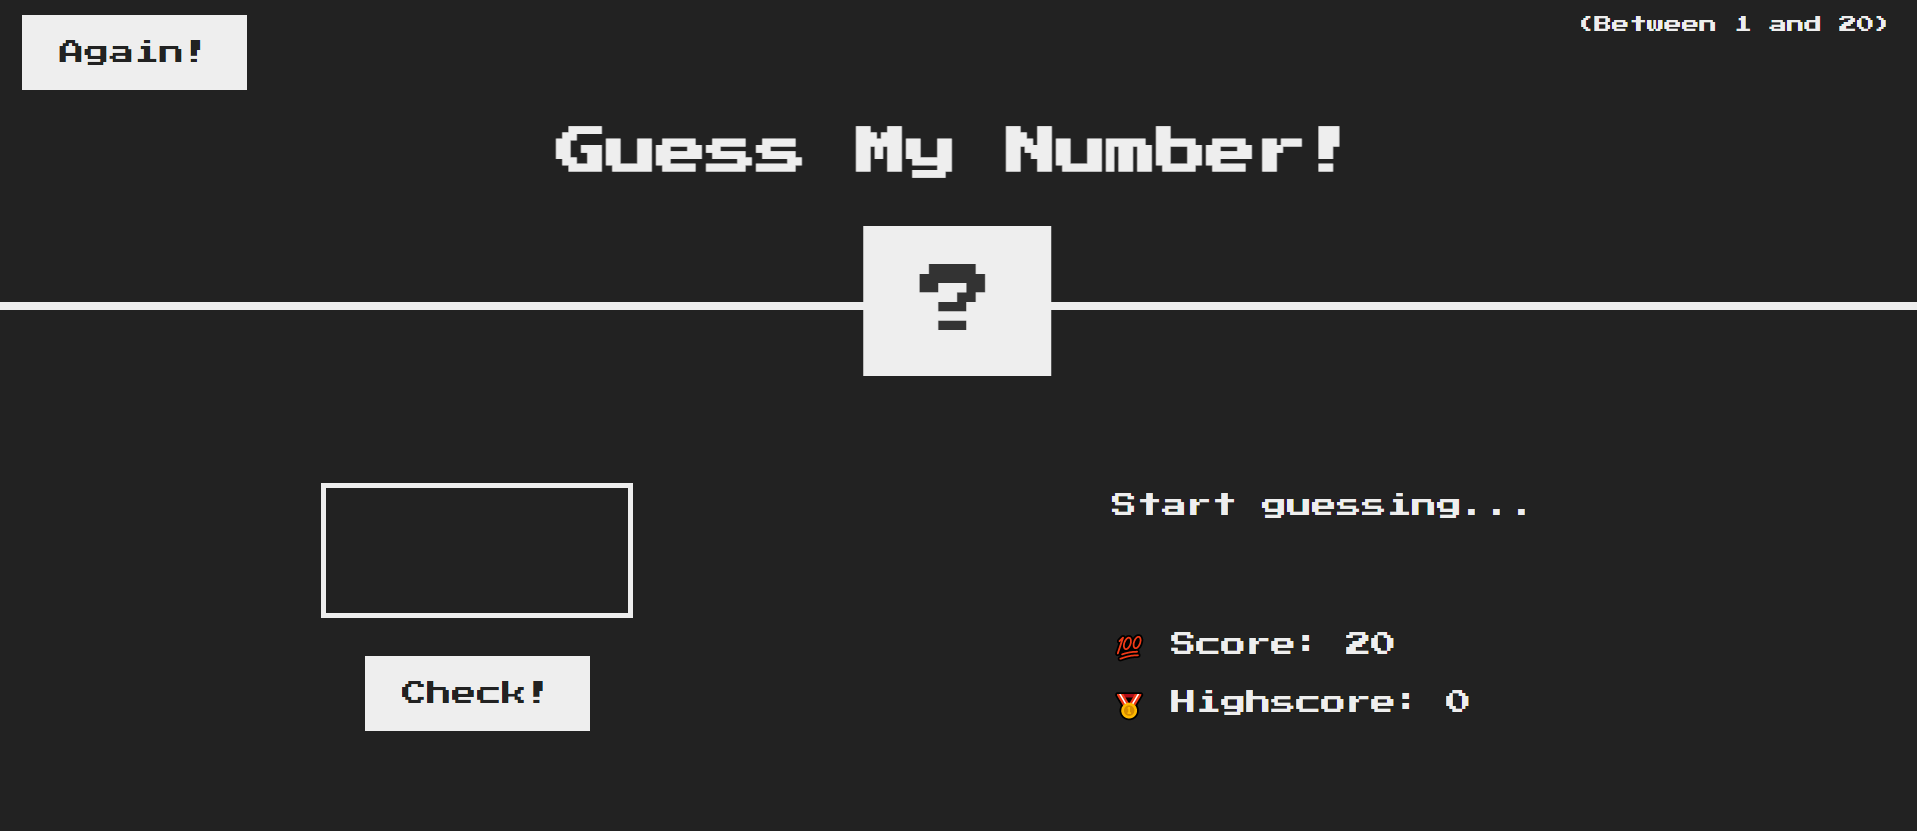 Again!
(Between 1 and 20)
Guess My Number!
?
Start guessing...
Check!
💯 Score: 20
🥇 Highscore: 0